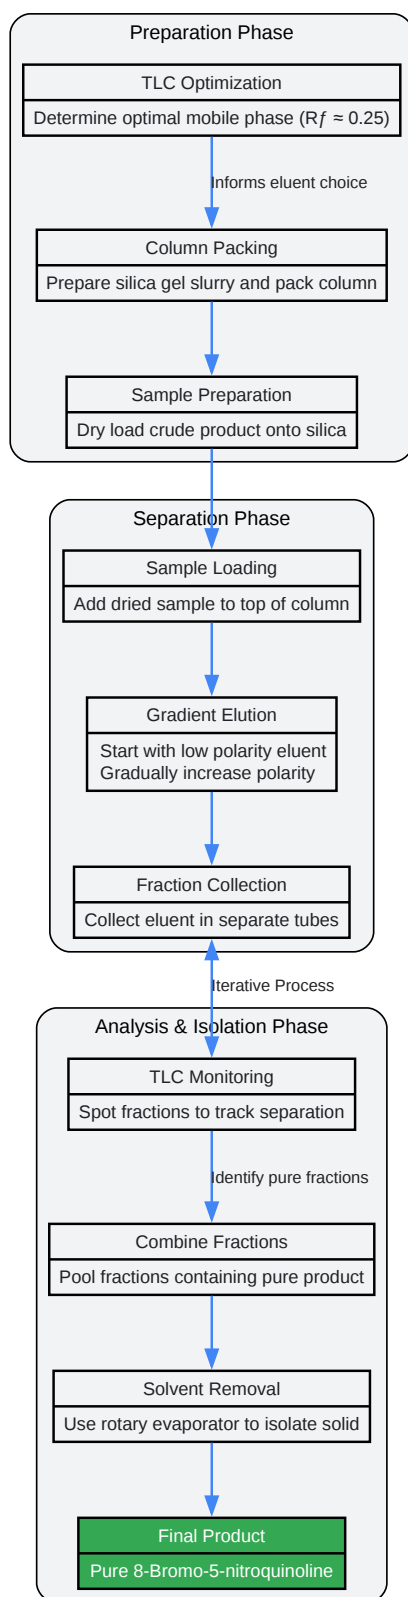 Preparation Phase
TLC Optimization
Determine optimal mobile phase (Rƒ ≈ 0.25)
Informs eluent choice
Column Packing
Prepare silica gel slurry and pack column
Sample Preparation
Dry load crude product onto silica
Separation Phase
Sample Loading
Add dried sample to top of column
Gradient Elution
Start with low polarity eluent
Gradually increase polarity
Fraction Collection
Collect eluent in separate tubes
Iterative Process
Analysis & Isolation Phase
TLC Monitoring
Spot fractions to track separation
Identify pure fractions
Combine Fractions
Pool fractions containing pure product
Solvent Removal
Use rotary evaporator to isolate solid
Final Product
Pure 8-Bromo-5-nitroquinoline